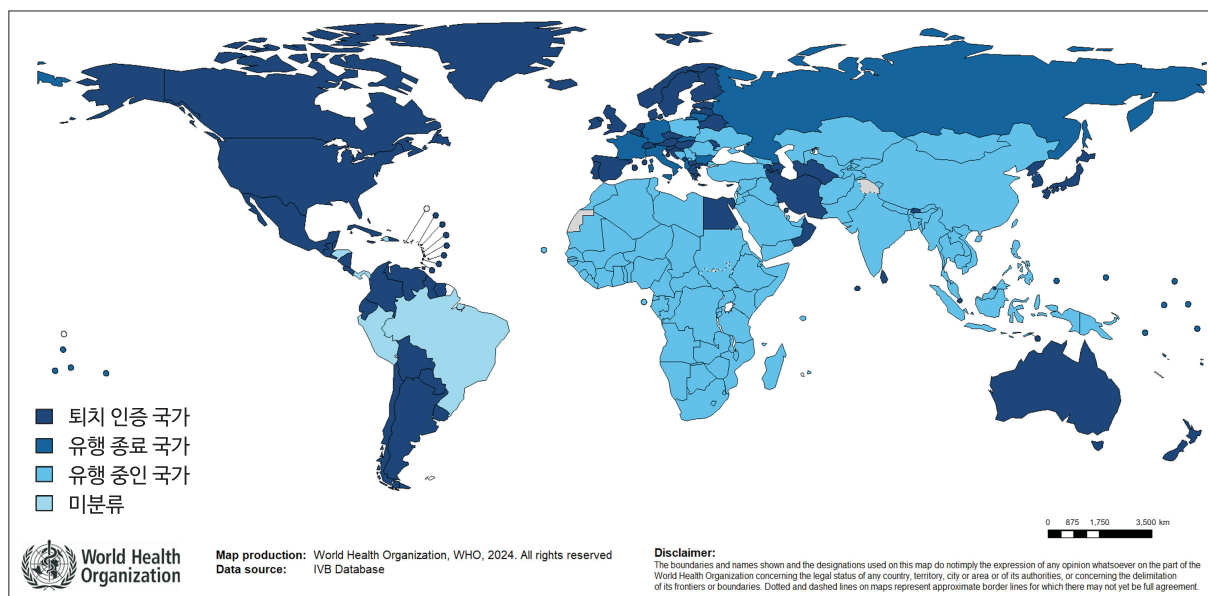 퇴치 인증 국가
유행 종료 국가
유행 중인 국가
미분류
0 875 1,750 3,500 km
World Health
Organization
Map production: World Health Organization, WHO, 2024. All rights reserved
Data source: IVB Database
Disclaimer:
The boundaries and names shown and the designations used on this map do notimply the expression of any opinion whatsoever on the part of the
World Health Organization concerning the legal status of any country, territory, city or area or of its authorities, or concerning the delimitation
of its frontiers or boundaries. Dotted and dashed lines on maps represent approximate border lines for which there may not yet be full agreement.